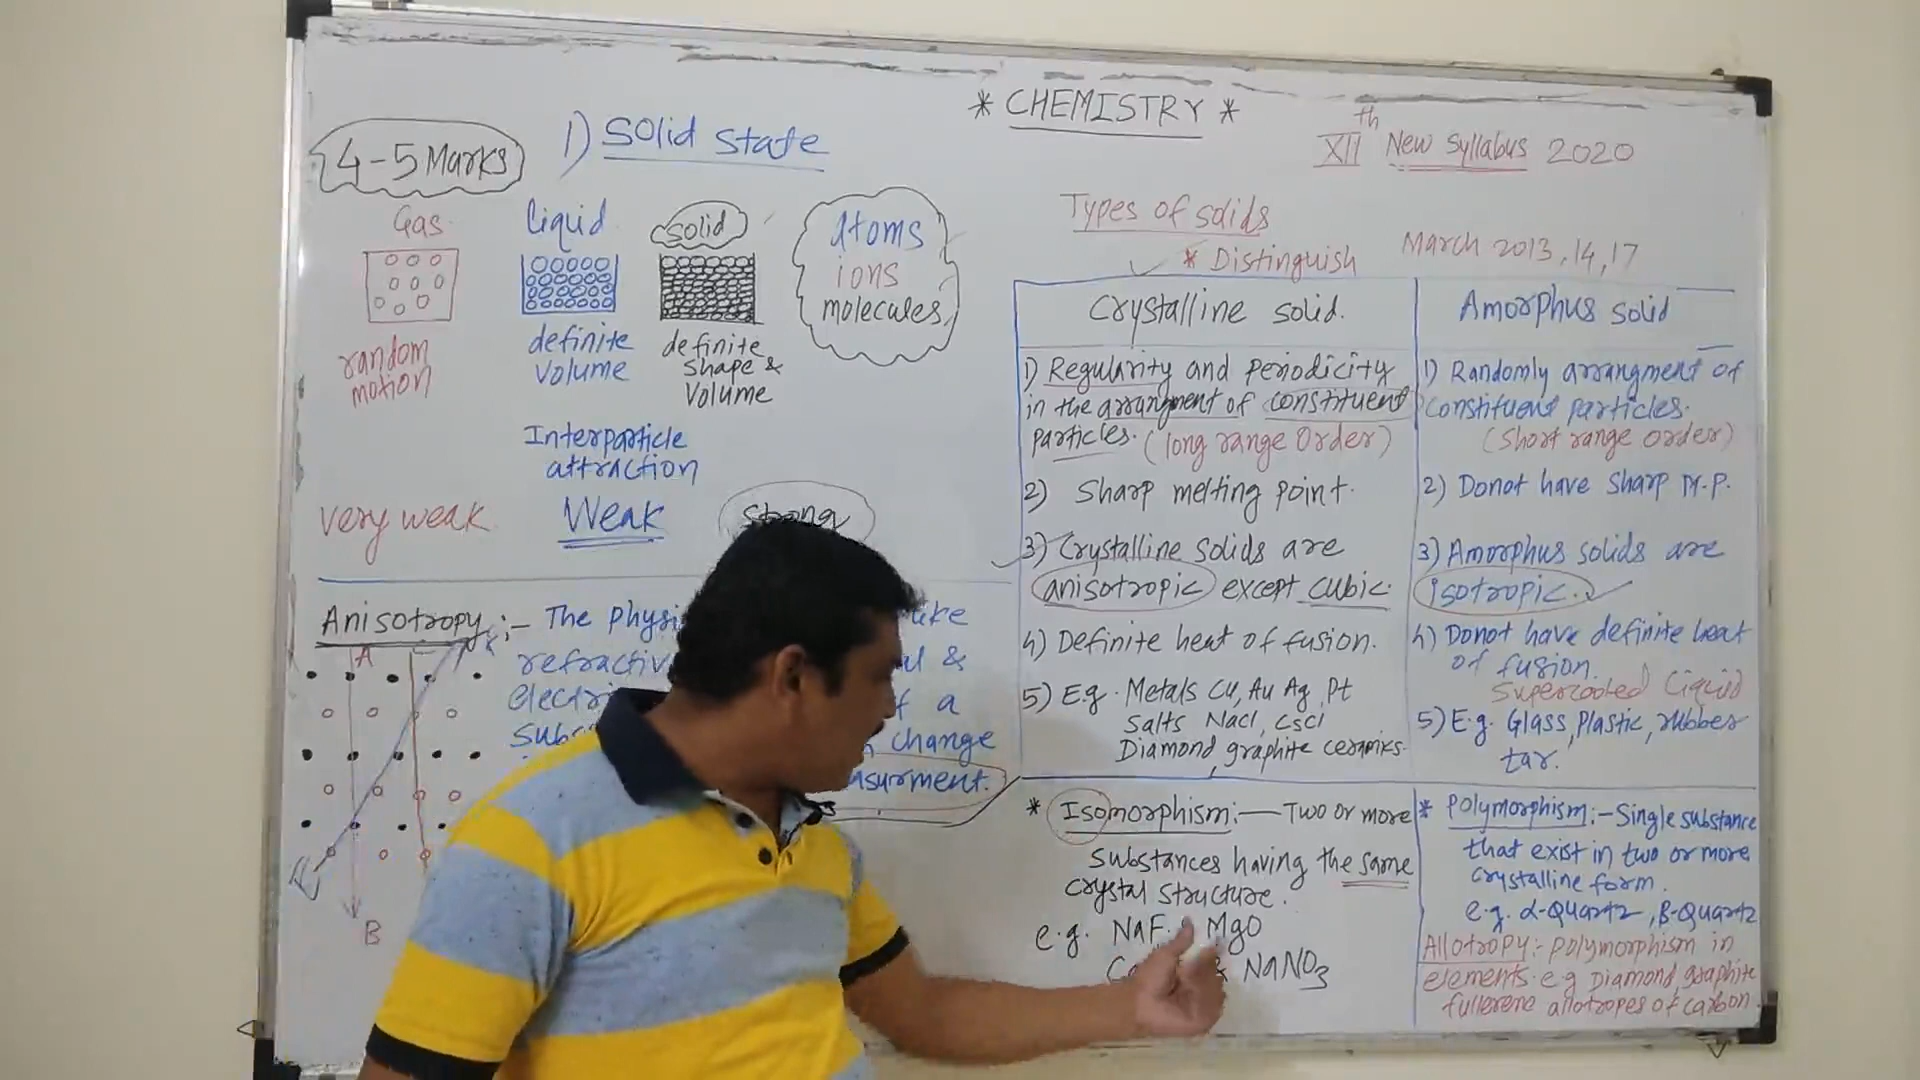 * CHEMISTRY *
XIIth New Syllabus 2020
4-5 Marks
1) Solid State
Gas.
Liquid
Solid
random
motion
definite
volume
definite
shape &
volume
atoms
ions
molecules
Interparticle
attraction
very weak
Weak
strong
Anisotropy :- The physi like
refractiv &
electri f a
subs change
asurment.
A
B
Types of solids
* Distinguish March 2013, 14, 17
Crystalline solid.
1) Regularity and periodicity
in the arrangment of constituent
particles. (long range Order)
2) Sharp melting point.
3) Crystalline solids are
anisotropic except cubic.
4) Definite heat of fusion.
5) E.g. Metals Cu, Au Ag, Pt
Salts Nacl, Cscl
Diamond, graphite ceramics.
Amorphus solid
1) Randomly arrangment of
constituent particles.
(Short range order)
2) Donot have sharp M.P.
3) Amorphus solids are
isotropic.
4) Donot have definite heat
of fusion.
Supercooled liquid
5) E.g. Glass, Plastic, rubber
tar.
* Isomorphism :— Two or more
substances having the same
crystal structure.
e.g. NaF MgO
& NaNO3
* Polymorphism :- Single substance
that exist in two or more
crystalline form.
e.g. α-Quartz, β-Quartz
Allotropy :- polymorphism in
elements. e.g Diamond, graphite
fullerene allotropes of carbon.